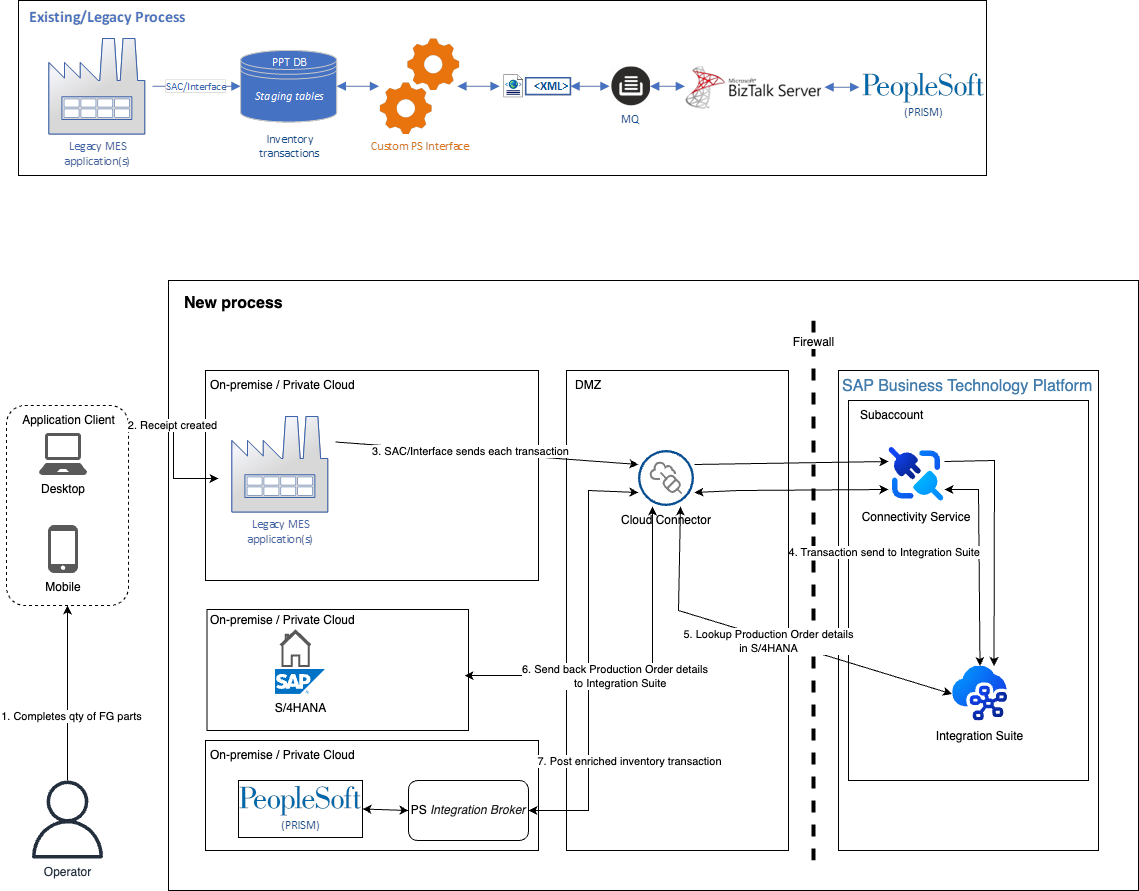 Existing/Legacy Process
PPT DB
Staging tables
SAC/Interface
<XML>
Microsoft®
BizTalk Server
PeopleSoft
(PRISM)
MQ
Inventory
transactions
Custom PS Interface
Legacy MES
application(s)
New process
Firewall
On-premise / Private Cloud
DMZ
SAP Business Technology Platform
Subaccount
Application Client
2. Receipt created
3. SAC/Interface sends each transaction
Desktop
Legacy MES
application(s)
Cloud Connector
Connectivity Service
4. Transaction send to Integration Suite
Mobile
On-premise / Private Cloud
5. Lookup Production Order details
in S/4HANA
6. Send back Production Order details
to Integration Suite
SAP
S/4HANA
1. Completes qty of FG parts
Integration Suite
On-premise / Private Cloud
7. Post enriched inventory transaction
PeopleSoft
(PRISM)
PS Integration Broker
Operator